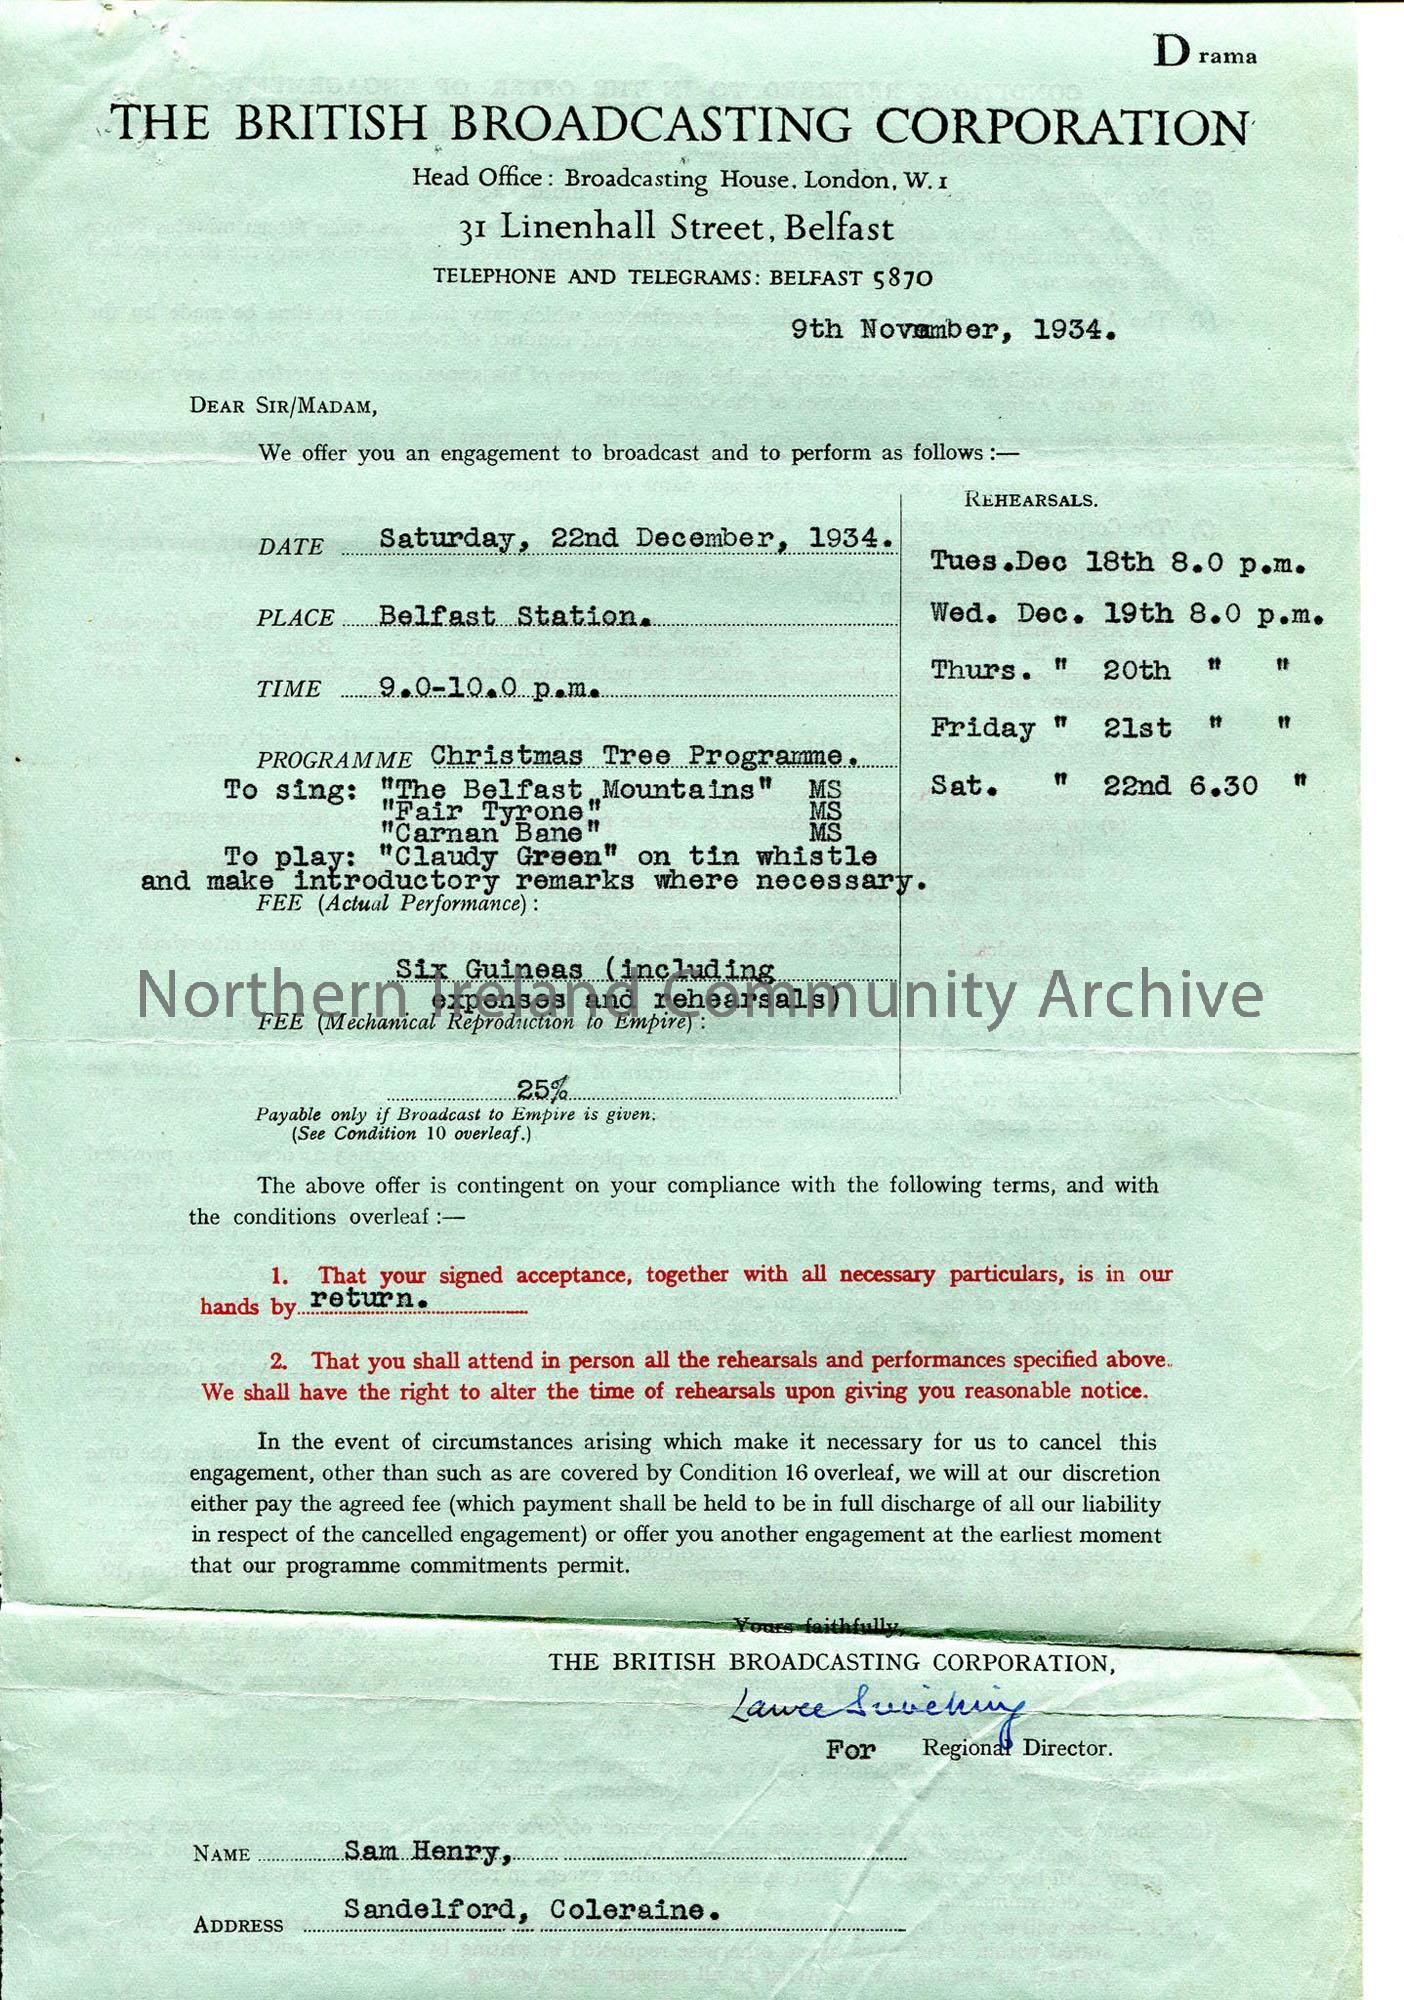 Drama
THE BRITISH BROADCASTING CORPORATION
Head Office: Broadcasting House, London, W.1
31 Linenhall Street, Belfast
TELEPHONE AND TELEGRAMS: BELFAST 5870
9th November, 1934.
DEAR SIR/MADAM,
We offer you an engagement to broadcast and to perform as follows :—
REHEARSALS.
DATE Saturday, 22nd December, 1934.
Tues.Dec 18th 8.0 p.m.
Wed. Dec. 19th 8.0 p.m.
PLACE Belfast Station.
Thurs. " 20th " "
TIME 9.0-10.0 p.m.
Friday " 21st " "
PROGRAMME Christmas Tree Programme.
Sat. " 22nd 6.30 "
To sing: "The Belfast Mountains" MS
"Fair Tyrone" MS
"Carnan Bane" MS
To play: "Claudy Green" on tin whistle
and make introductory remarks where necessary.
FEE (Actual Performance) :
Six Guineas (including
expenses and rehearsals)
Northern Ireland Community Archive
FEE (Mechanical Reproduction to Empire) :
25%
Payable only if Broadcast to Empire is given.
(See Condition 10 overleaf.)
The above offer is contingent on your compliance with the following terms, and with
the conditions overleaf :—
1. That your signed acceptance, together with all necessary particulars, is in our
hands by return.
2. That you shall attend in person all the rehearsals and performances specified above.
We shall have the right to alter the time of rehearsals upon giving you reasonable notice.
In the event of circumstances arising which make it necessary for us to cancel this
engagement, other than such as are covered by Condition 16 overleaf, we will at our discretion
either pay the agreed fee (which payment shall be held to be in full discharge of all our liability
in respect of the cancelled engagement) or offer you another engagement at the earliest moment
that our programme commitments permit.
Yours faithfully,
THE BRITISH BROADCASTING CORPORATION,
For Regional Director.
NAME Sam Henry,
ADDRESS Sandelford, Coleraine.